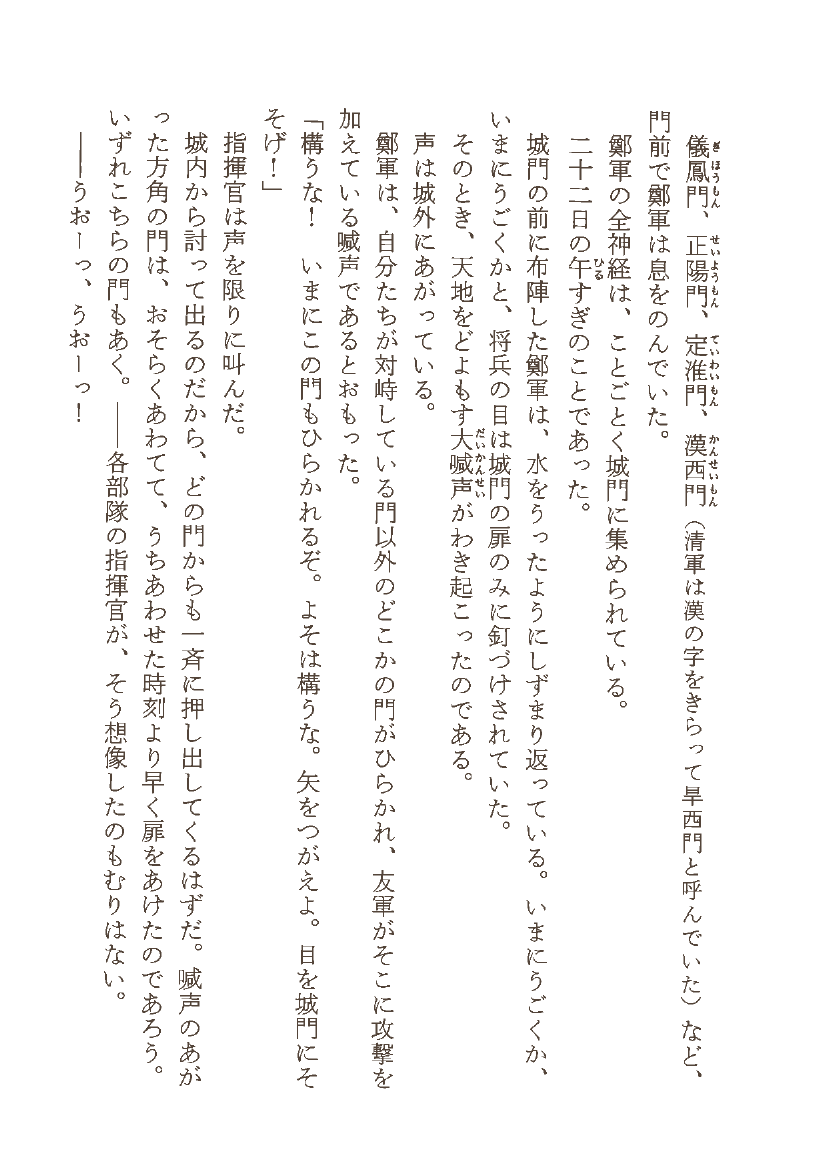 儀鳳門、正陽門、定淮門、漢西門（清軍は漢の字をきらって旱西門と呼んでいた）など、
門前で鄭軍は息をのんでいた。
鄭軍の全神経は、ことごとく城門に集められている。
二十二日の午すぎのことであった。
城門の前に布陣した鄭軍は、水をうったようにしずまり返っている。いまにうごくか、
いまにうごくかと、将兵の目は城門の扉のみに釘づけされていた。
そのとき、天地をどよもす大喊声がわき起こったのである。
声は城外にあがっている。
鄭軍は、自分たちが対峙している門以外のどこかの門がひらかれ、友軍がそこに攻撃を
加えている喊声であるとおもった。
「構うな！　いまにこの門もひらかれるぞ。よそは構うな。矢をつがえよ。目を城門にそ
そげ！」
指揮官は声を限りに叫んだ。
城内から討って出るのだから、どの門からも一斉に押し出してくるはずだ。喊声のあが
った方角の門は、おそらくあわてて、うちあわせた時刻より早く扉をあけたのであろう。
いずれこちらの門もあく。――各部隊の指揮官が、そう想像したのもむりはない。
――うおーっ、うおーっ！